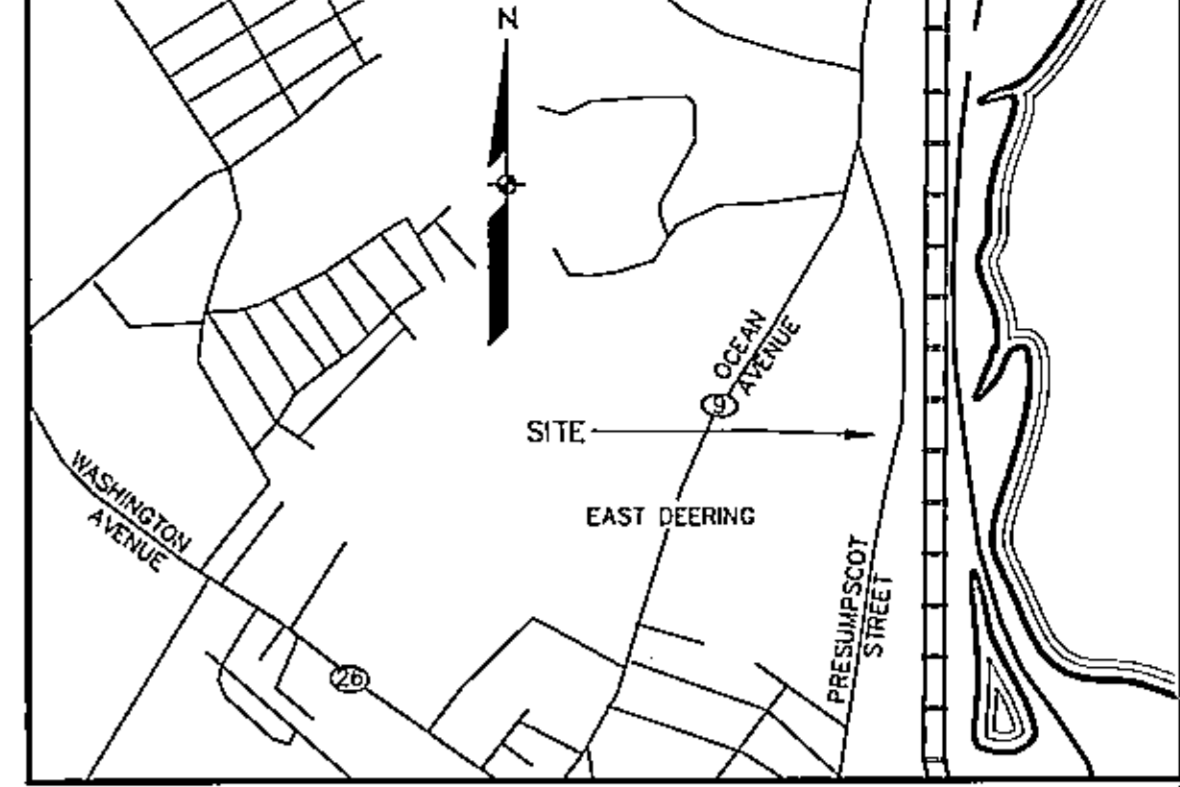 N
OCEAN
AVENUE
9
SITE
WASHINGTON
AVENUE
EAST DEERING
PRESUMPSCOT
STREET
26